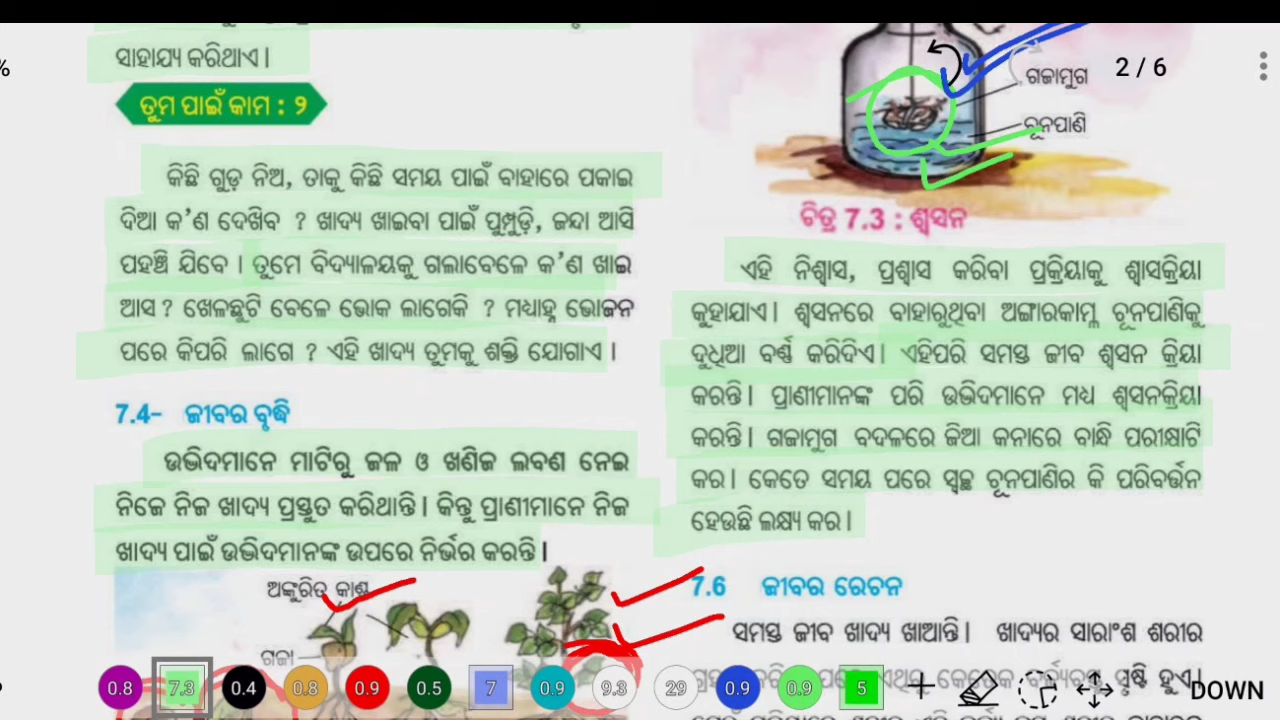 ସାହାଯ୍ୟ କରିଥାଏ।
ତୁମ ପାଇଁ କାମ : ୨
କିଛି ଗୁଡ଼ ନିଅ, ତାକୁ କିଛି ସମୟ ପାଇଁ ବାହାରେ ପକାଇ
ଦିଆ କ'ଣ ଦେଖିବ ? ଖାଦ୍ୟ ଖାଇବା ପାଇଁ ପୁମ୍ପୁଡ଼ି, ଜନ୍ଦା ଆସି
ପହଞ୍ଚି ଯିବେ। ତୁମେ ବିଦ୍ୟାଳୟକୁ ଗଲାବେଳେ କ'ଣ ଖାଇ
ଆସ ? ଖେଳଛୁଟି ବେଳେ ଭୋକ ଲାଗେକି ? ମଧ୍ୟାହ୍ନ ଭୋଜନ
ପରେ କିପରି ଲାଗେ ? ଏହି ଖାଦ୍ୟ ତୁମକୁ ଶକ୍ତି ଯୋଗାଏ।
7.4- ଜୀବର ବୃଦ୍ଧି
ଉଦ୍ଭିଦମାନେ ମାଟିରୁ ଜଳ ଓ ଖଣିଜ ଲବଣ ନେଇ
ନିଜେ ନିଜ ଖାଦ୍ୟ ପ୍ରସ୍ତୁତ କରିଥାନ୍ତି। କିନ୍ତୁ ପ୍ରାଣୀମାନେ ନିଜ
ଖାଦ୍ୟ ପାଇଁ ଉଦ୍ଭିଦମାନଙ୍କ ଉପରେ ନିର୍ଭର କରନ୍ତି।
ଅଙ୍କୁରିତ କାଣ୍ଡ
ଗଜା
2 / 6
ଗଜାମୁଗ
ଚୂନପାଣି
ଚିତ୍ର 7.3 : ଶ୍ୱସନ
ଏହି ନିଶ୍ୱାସ, ପ୍ରଶ୍ୱାସ କରିବା ପ୍ରକ୍ରିୟାକୁ ଶ୍ୱାସକ୍ରିୟା
କୁହାଯାଏ। ଶ୍ୱସନରେ ବାହାରୁଥିବା ଅଙ୍ଗାରକାମ୍ଳ ଚୂନପାଣିକୁ
ଦୁଧିଆ ବର୍ଣ୍ଣ କରିଦିଏ। ଏହିପରି ସମସ୍ତ ଜୀବ ଶ୍ୱସନ କ୍ରିୟା
କରନ୍ତି। ପ୍ରାଣୀମାନଙ୍କ ପରି ଉଦ୍ଭିଦମାନେ ମଧ୍ୟ ଶ୍ୱସନକ୍ରିୟା
କରନ୍ତି। ଗଜାମୁଗ ବଦଳରେ ଜିଆ କନାରେ ବାନ୍ଧି ପରୀକ୍ଷାଟି
କର। କେତେ ସମୟ ପରେ ସ୍ୱଚ୍ଛ ଚୂନପାଣିର କି ପରିବର୍ତ୍ତନ
ହେଉଛି ଲକ୍ଷ୍ୟ କର।
7.6 ଜୀବର ରେଚନ
ସମସ୍ତ ଜୀବ ଖାଦ୍ୟ ଖାଆନ୍ତି। ଖାଦ୍ୟର ସାରାଂଶ ଶରୀର
ସୃଷ୍ଟି ହୁଏ।
0.8 7.3 0.4 0.8 0.9 0.5 7 0.9 9.3 29 0.9 0.9 5 DOWN